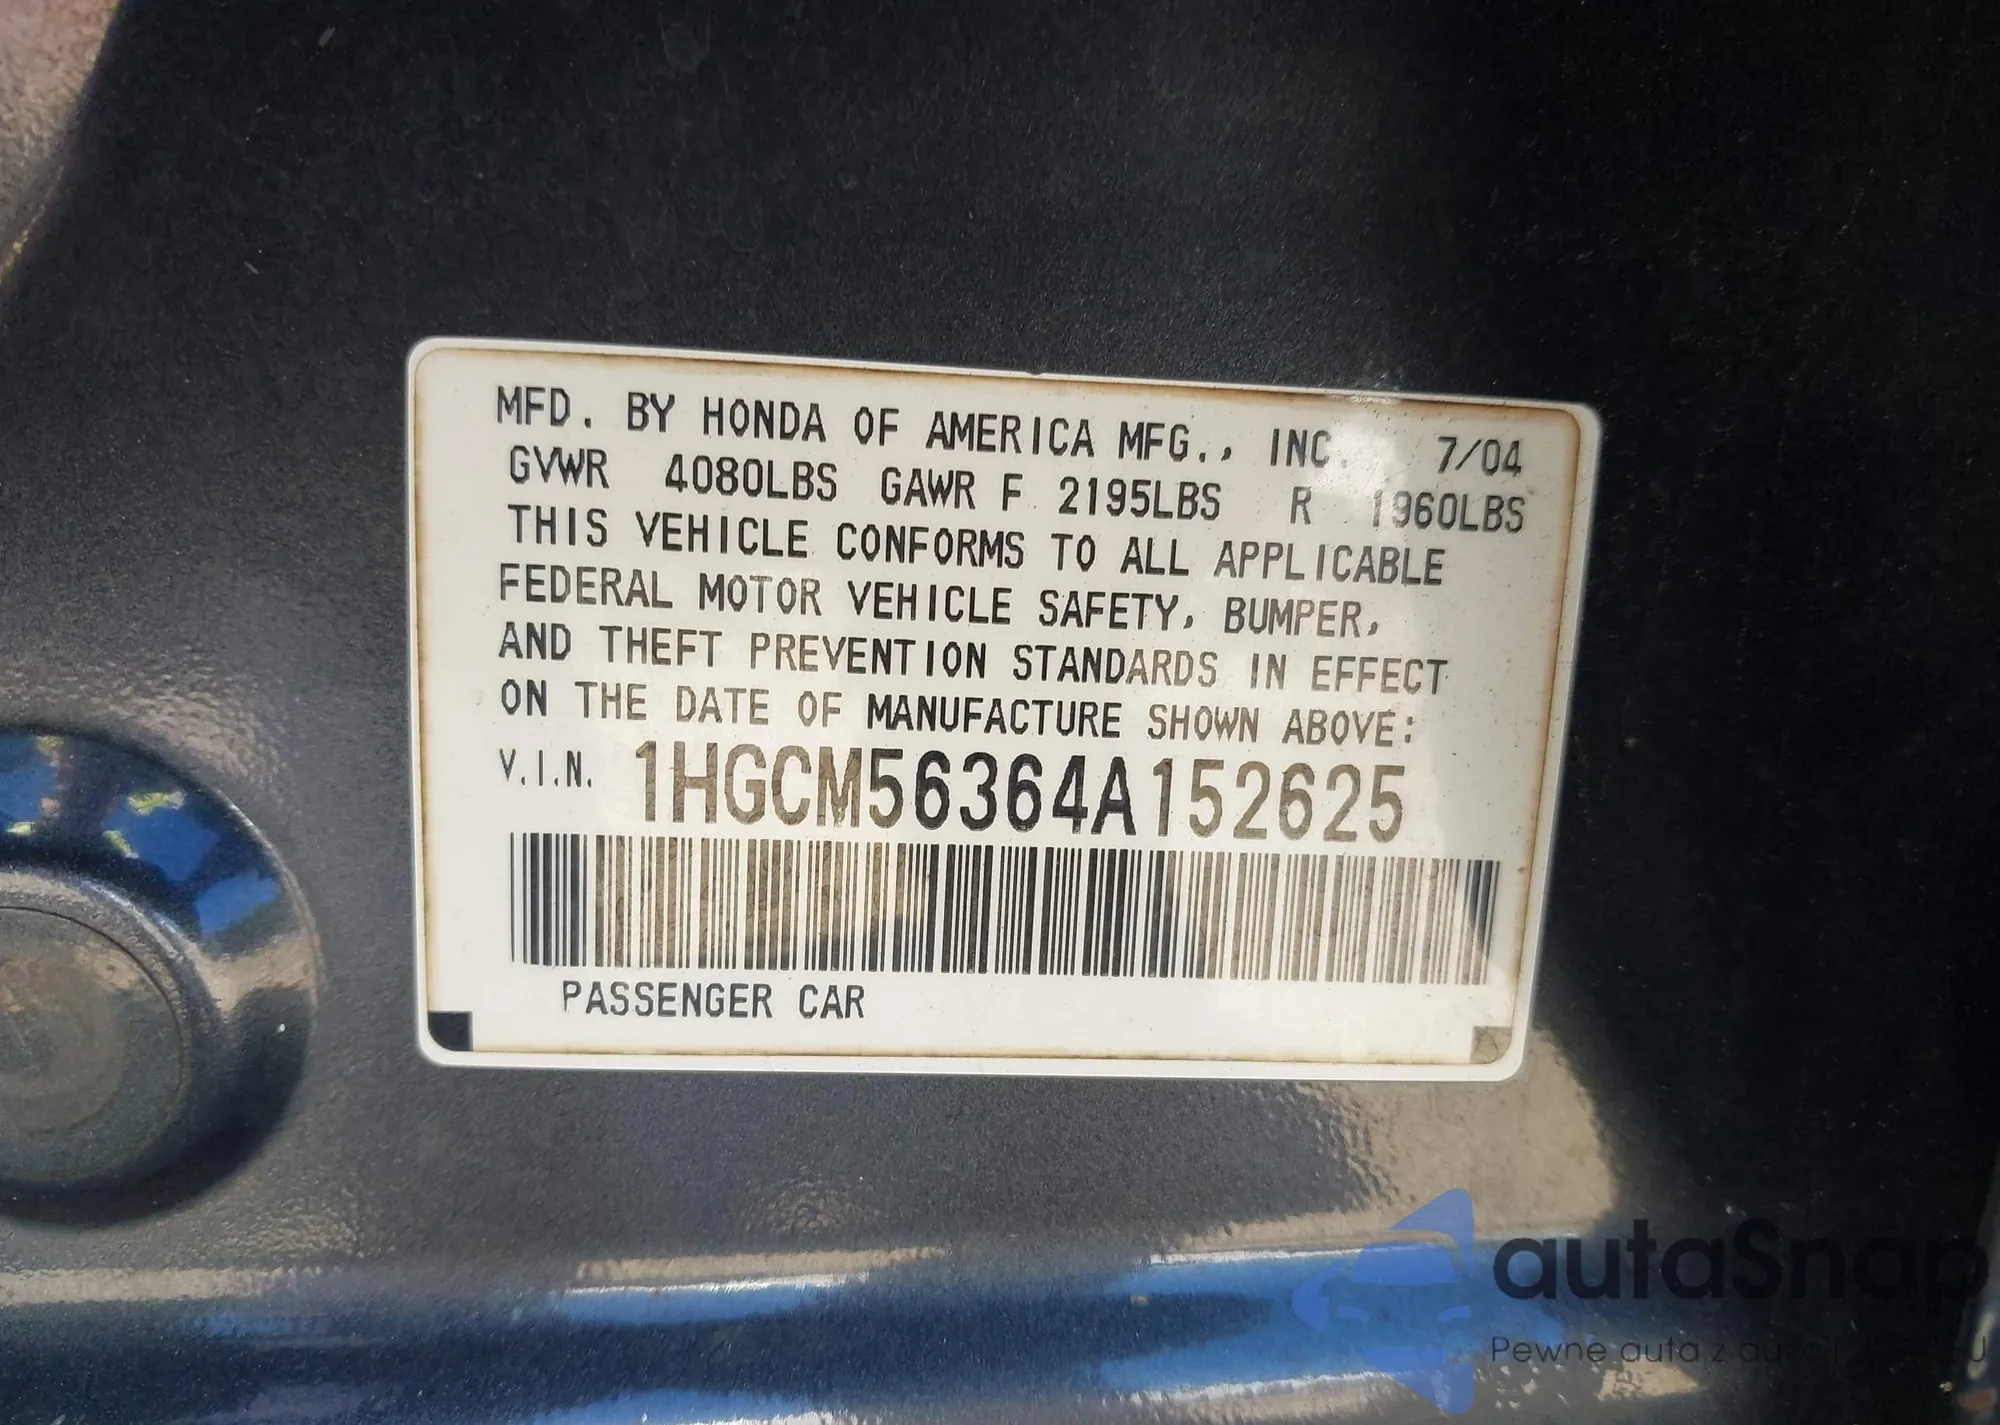 MFD. BY HONDA OF AMERICA MFG., INC. 7/04
GVWR 4080LBS GAWR F 2195LBS R 1960LBS
THIS VEHICLE CONFORMS TO ALL APPLICABLE
FEDERAL MOTOR VEHICLE SAFETY, BUMPER,
AND THEFT PREVENTION STANDARDS IN EFFECT
ON THE DATE OF MANUFACTURE SHOWN ABOVE:
V.I.N. 1HGCM56364A152625
PASSENGER CAR
autaSnap
Pewne auta z